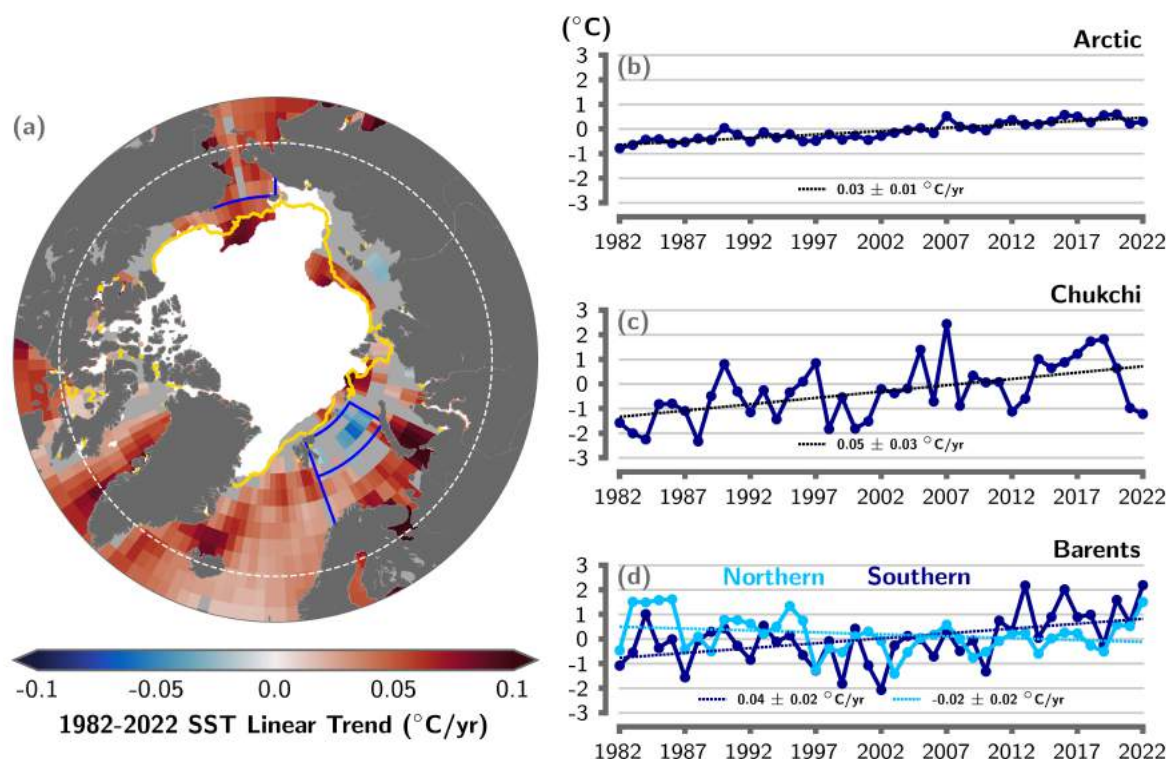 (a)
-0.1 -0.05 0.0 0.05 0.1
1982-2022 SST Linear Trend (°C/yr)
(°C)
Arctic
(b)
3
2
1
0
-1
-2
-3
0.03 ± 0.01 °C/yr
1982 1987 1992 1997 2002 2007 2012 2017 2022
Chukchi
(c)
3
2
1
0
-1
-2
-3
0.05 ± 0.03 °C/yr
1982 1987 1992 1997 2002 2007 2012 2017 2022
Barents
(d) Northern Southern
3
2
1
0
-1
-2
-3
0.04 ± 0.02 °C/yr -0.02 ± 0.02 °C/yr
1982 1987 1992 1997 2002 2007 2012 2017 2022